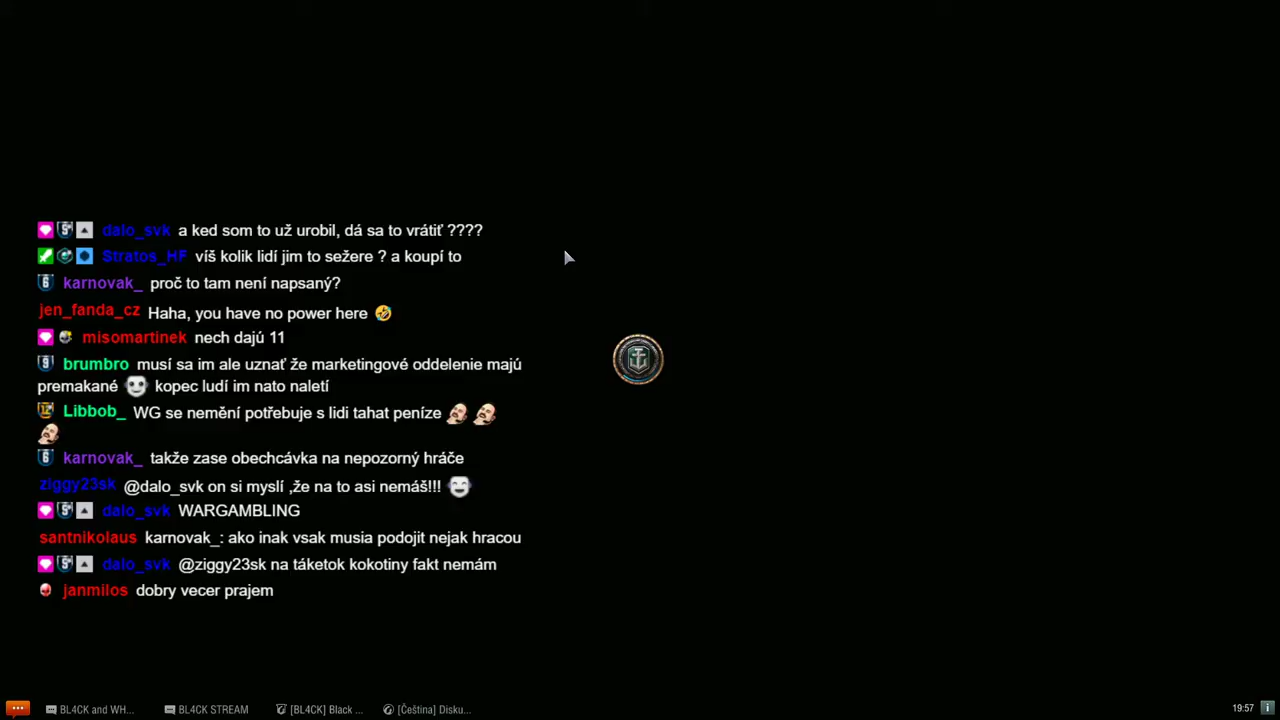 dalo_svk a ked som to už urobil, dá sa to vrátiť ????
Stratos_HF víš kolik lidí jim to sežere ? a koupí to
karnovak_ proč to tam není napsaný?
jen_fanda_cz Haha, you have no power here 🤣
misomartinek nech dajú 11
brumbro musí sa im ale uznať že marketingové oddelenie majú
premakané kopec ludí im nato naletí
Libbob_ WG se nemění potřebuje s lidi tahat peníze
karnovak_ takže zase obechcávka na nepozorný hráče
ziggy23sk @dalo_svk on si myslí ,že na to asi nemáš!!!
dalo_svk WARGAMBLING
santnikolaus karnovak_: ako inak vsak musia podojit nejak hracou
dalo_svk @ziggy23sk na táketok kokotiny fakt nemám
janmilos dobry vecer prajem
BL4CK and WH... BL4CK STREAM [BL4CK] Black ... [Čeština] Disku... 19:57